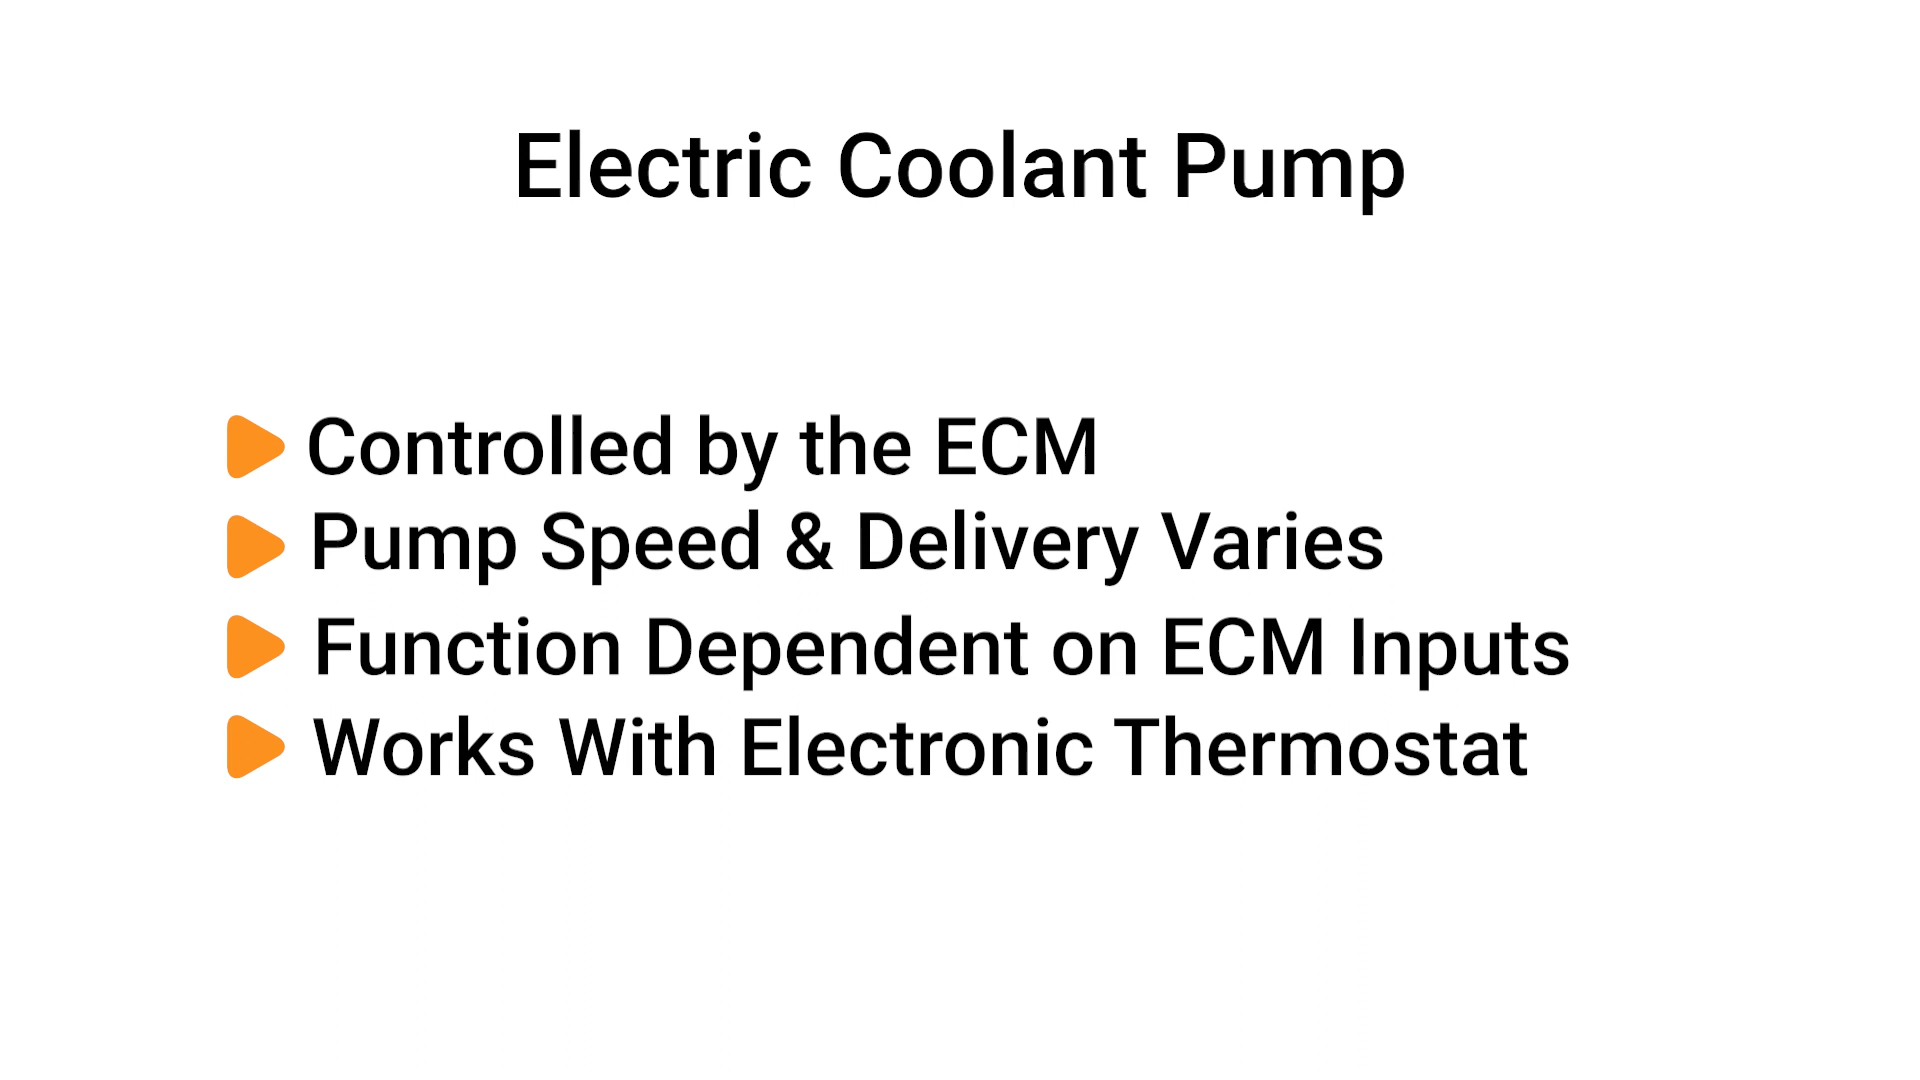 Electric Coolant Pump
Controlled by the ECM
Pump Speed & Delivery Varies
Function Dependent on ECM Inputs
Works With Electronic Thermostat